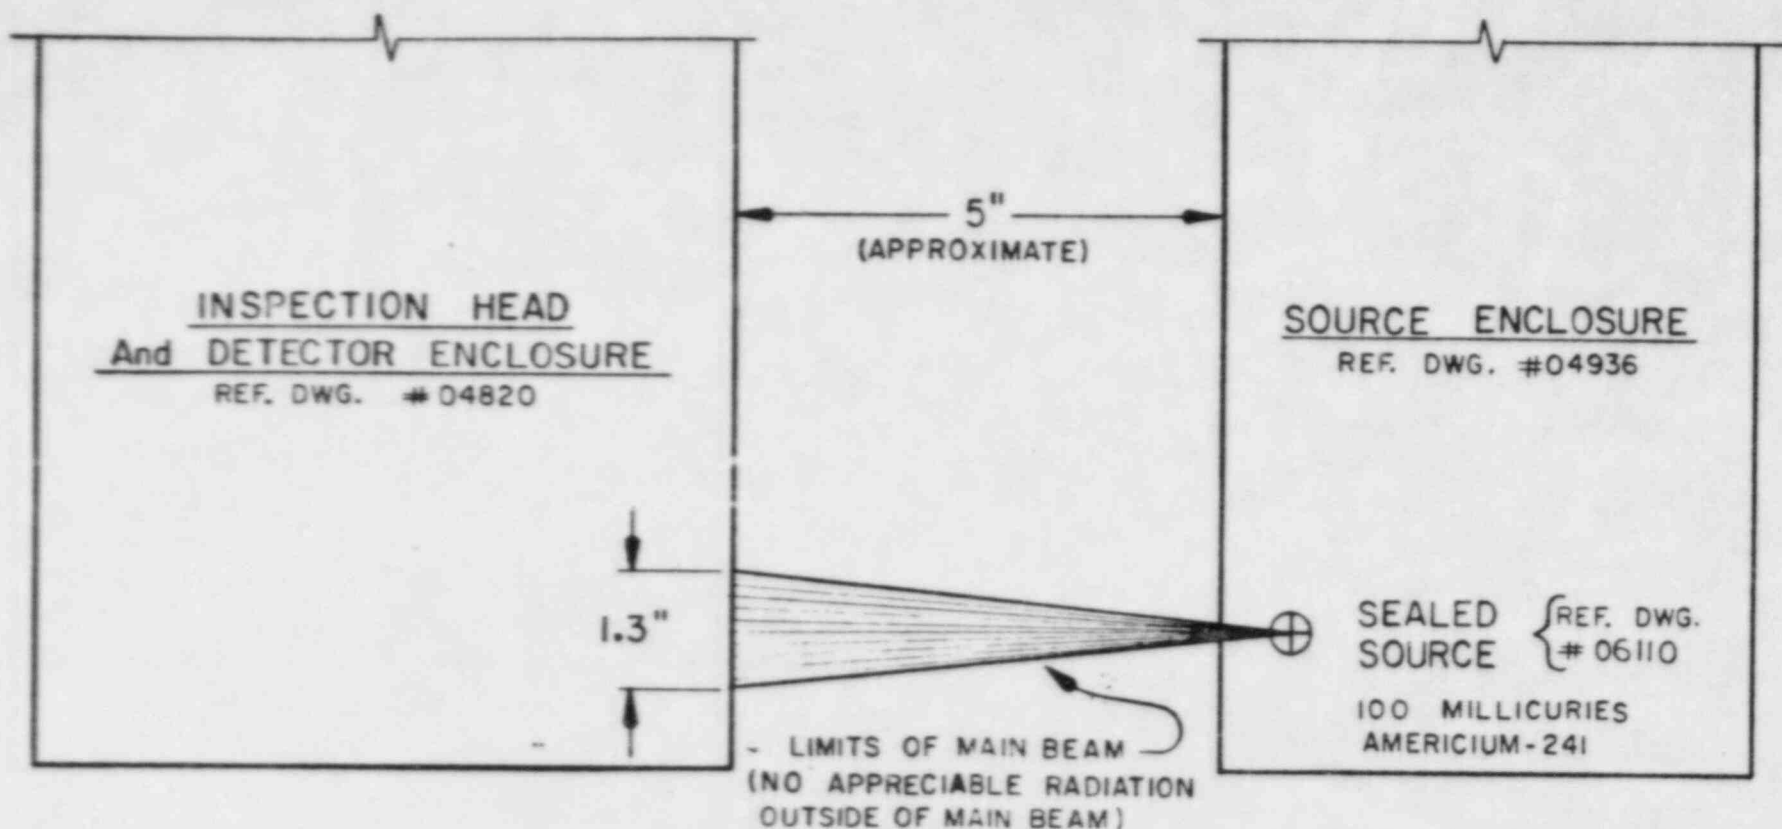 5"
(APPROXIMATE)
INSPECTION HEAD
And DETECTOR ENCLOSURE
REF. DWG. #04820
SOURCE ENCLOSURE
REF. DWG. #04936
1.3"
SEALED
SOURCE
REF. DWG.
#06110
100 MILLICURIES
AMERICIUM-241
- LIMITS OF MAIN BEAM
(NO APPRECIABLE RADIATION
OUTSIDE OF MAIN BEAM)